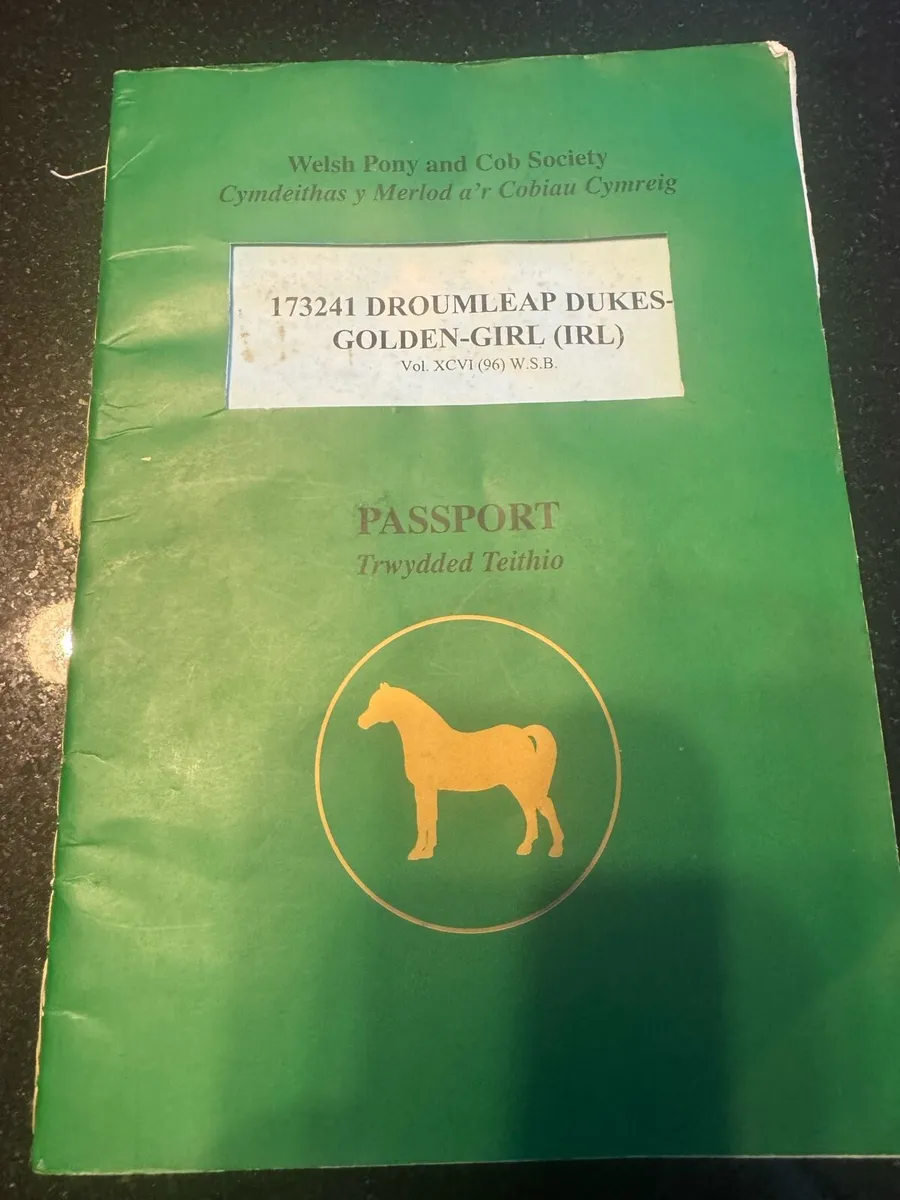 Welsh Pony and Cob Society
Cymdeithas y Merlod a'r Cobiau Cymreig
173241 DROUMLEAP DUKES-
GOLDEN-GIRL (IRL)
Vol. XCVI (96) W.S.B.
PASSPORT
Trwydded Teithio